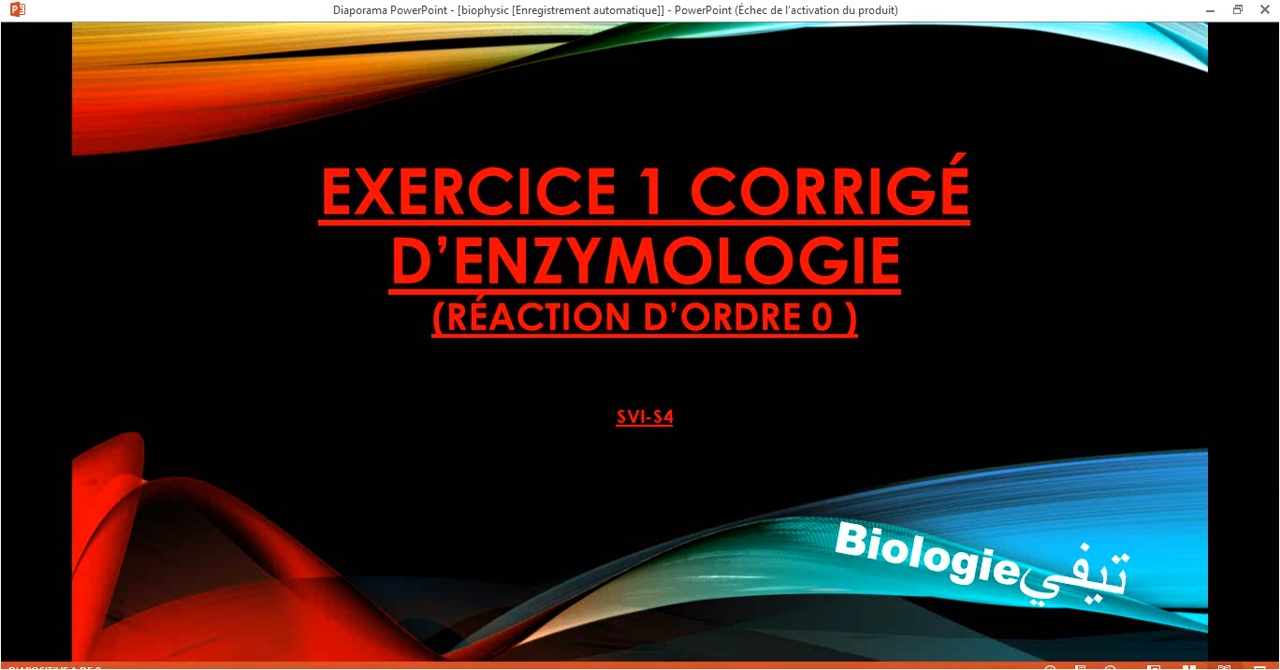 Diaporama PowerPoint - [biophysic [Enregistrement automatique]] - PowerPoint (Échec de l'activation du produit)
EXERCICE 1 CORRIGÉ
D'ENZYMOLOGIE
(RÉACTION D'ORDRE 0 )
SVI-S4
Biologieتيفي